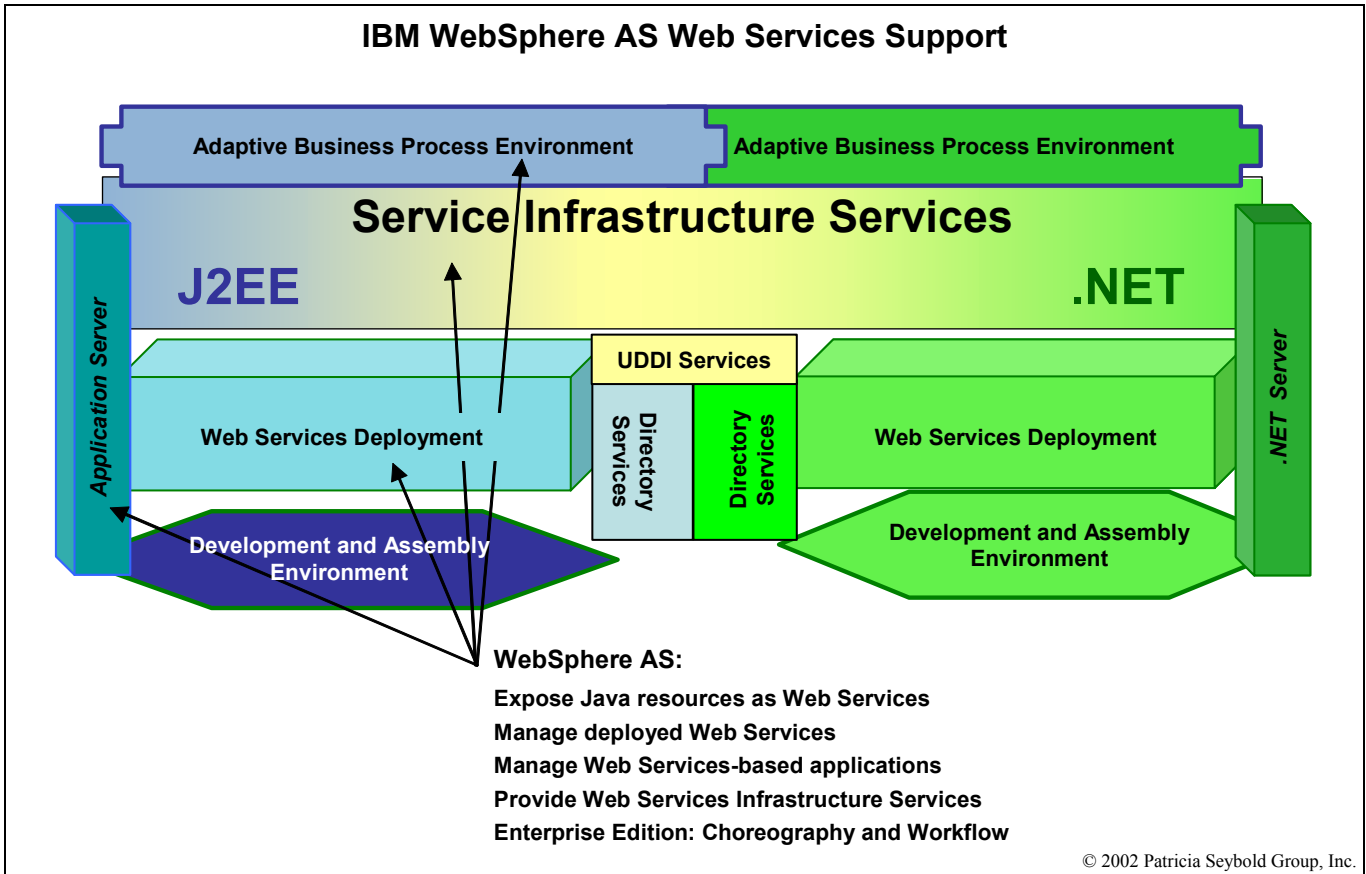 IBM WebSphere AS Web Services Support
Adaptive Business Process Environment
Adaptive Business Process Environment
Service Infrastructure Services
J2EE
.NET
Application Server
.NET Server
UDDI Services
Web Services Deployment
Directory
Services
Directory
Services
Web Services Deployment
Development and Assembly
Environment
Development and Assembly
Environment
WebSphere AS:
Expose Java resources as Web Services
Manage deployed Web Services
Manage Web Services-based applications
Provide Web Services Infrastructure Services
Enterprise Edition: Choreography and Workflow
© 2002 Patricia Seybold Group, Inc.